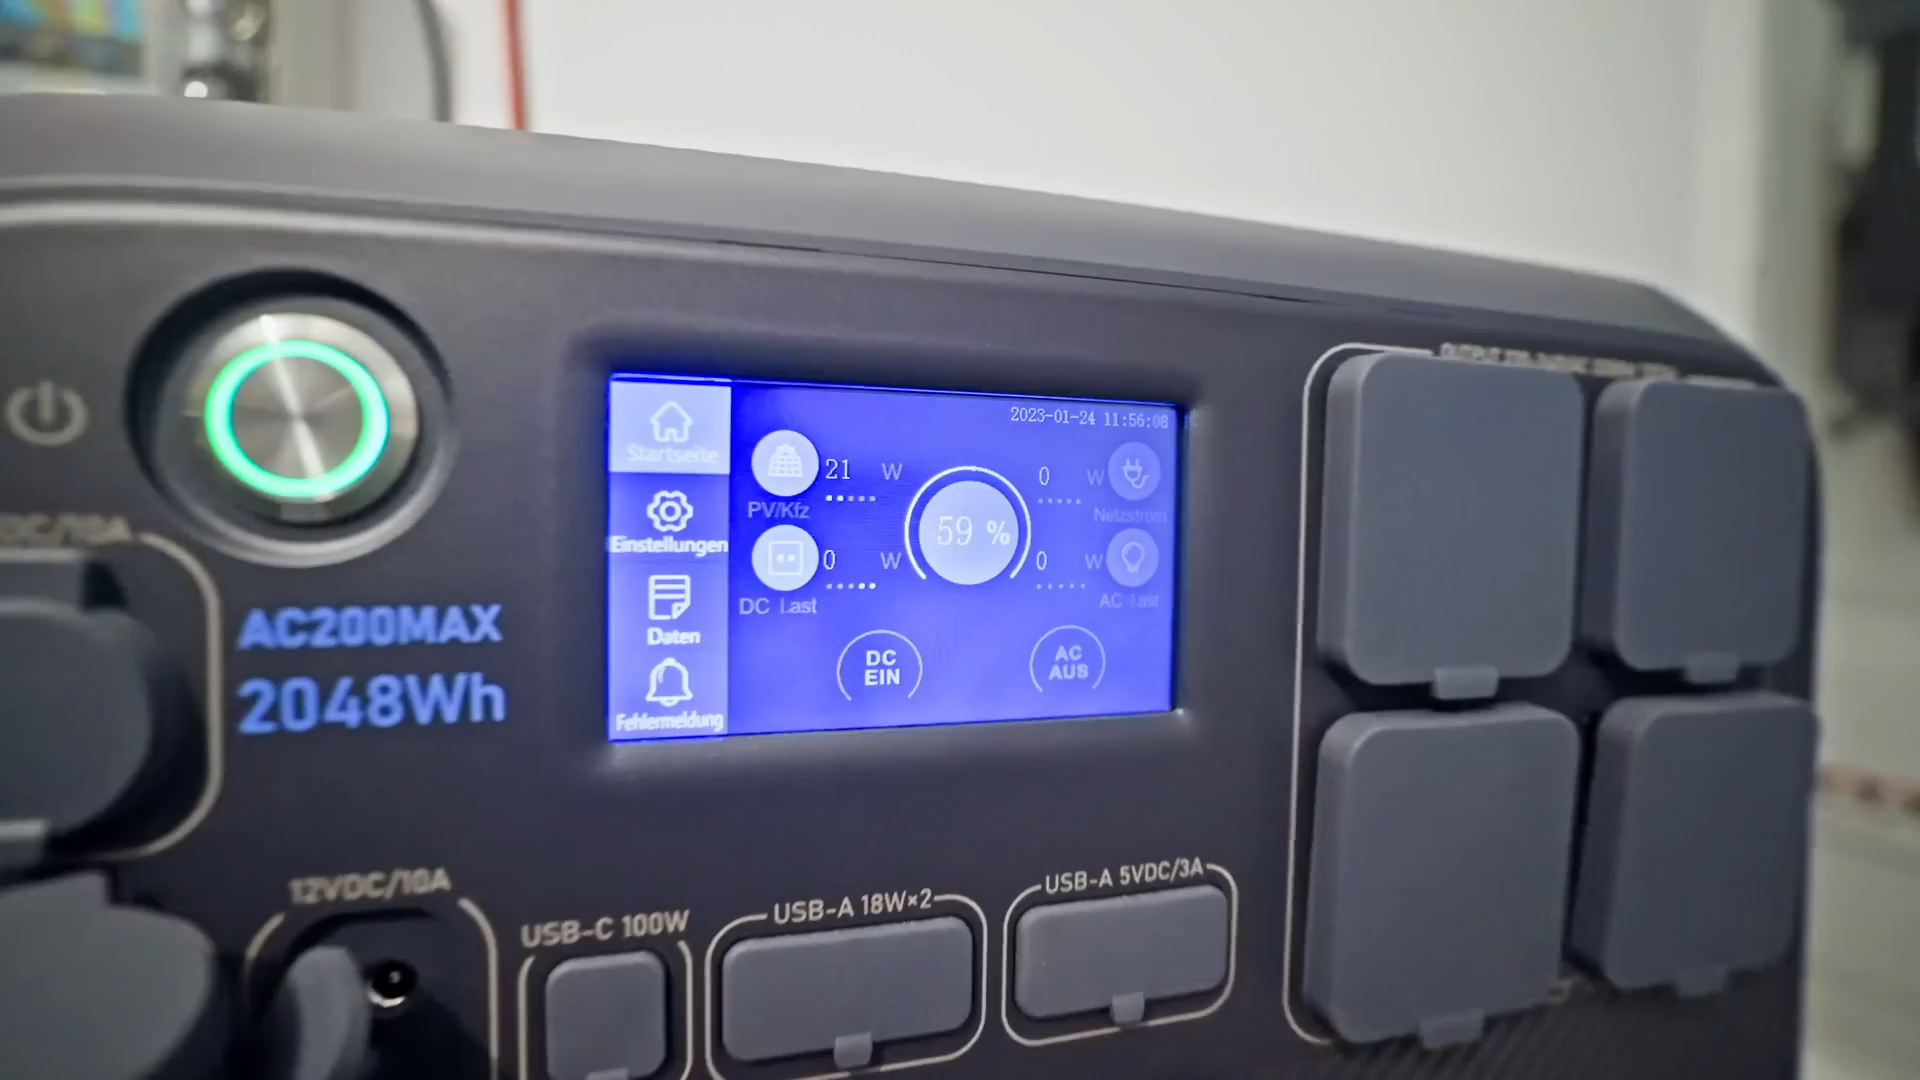 DC/10A
AC200MAX
2048Wh
Startseite
Einstellungen
Daten
Fehlermeldung
2023-01-24 11:56:08
21 W
PV/Kfz
0 W
DC Last
59 %
0 W
Netzstrom
0 W
AC Last
DC
EIN
AC
AUS
12VDC/10A
USB-C 100W
USB-A 18W×2
USB-A 5VDC/3A